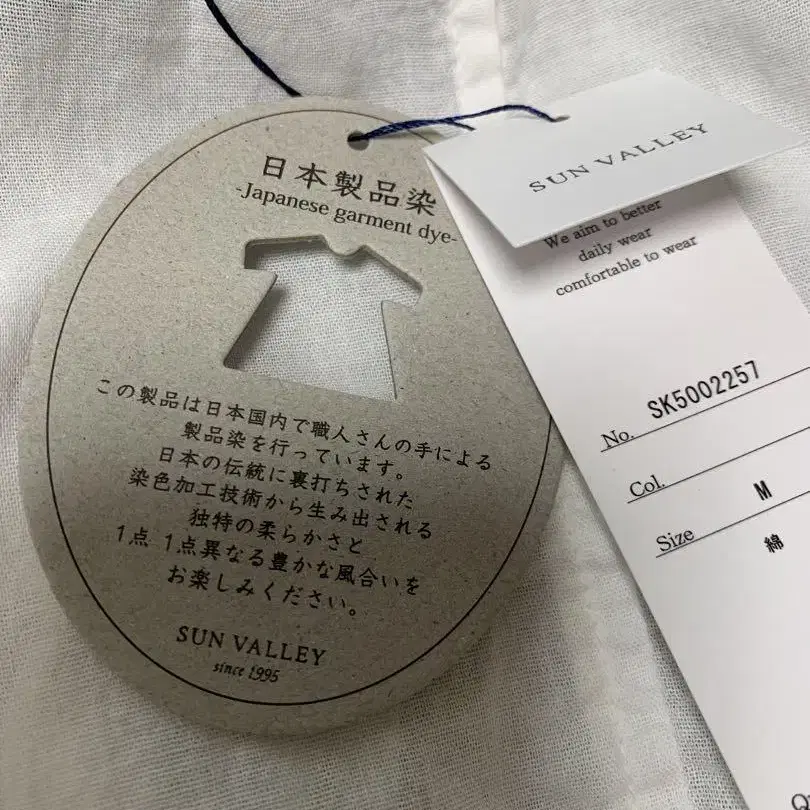 日本製品染
-Japanese garment dye-
この製品は日本国内で職人さんの手による
製品染を行っています。
日本の伝統に裏打ちされた
染色加工技術から生み出される
独特の柔らかさと
1点 1点異なる豊かな風合いを
お楽しみください。
SUN VALLEY
since 1995
SUN VALLEY
We aim to better
daily wear
comfortable to wear
No. SK5002257
Col.
Size M
綿